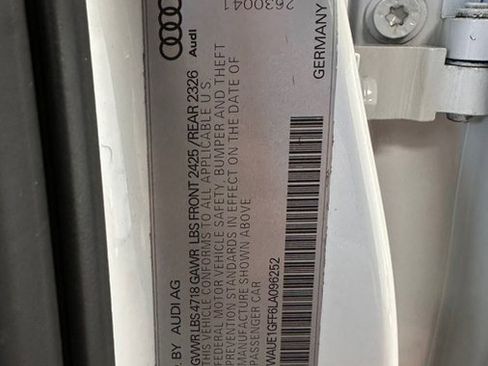 2630041
Audi
GERMANY
. BY AUDI AG
GWWR LBS 4718 GAWR LBS FRONT 2425 /REAR 2326
THIS VEHICLE CONFORMS TO ALL APPLICABLE U.S.
FEDERAL MOTOR VEHICLE SAFETY, BUMPER AND THEFT
PREVENTION STANDARDS IN EFFECT ON THE DATE OF
MANUFACTURE SHOWN ABOVE
PASSENGER CAR
WAUE1GFF6LA096252